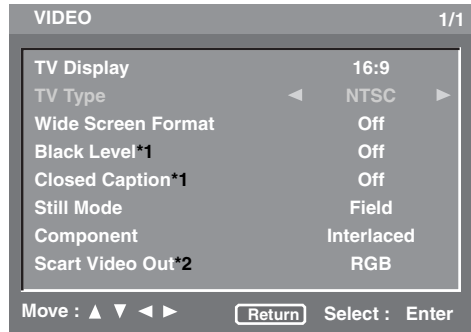 VIDEO 1/1
TV Display 16:9
TV Type ◄ NTSC ►
Wide Screen Format Off
Black Level*1 Off
Closed Caption*1 Off
Still Mode Field
Component Interlaced
Scart Video Out*2 RGB
Move : ▲ ▼ ◄ ► Return Select : Enter